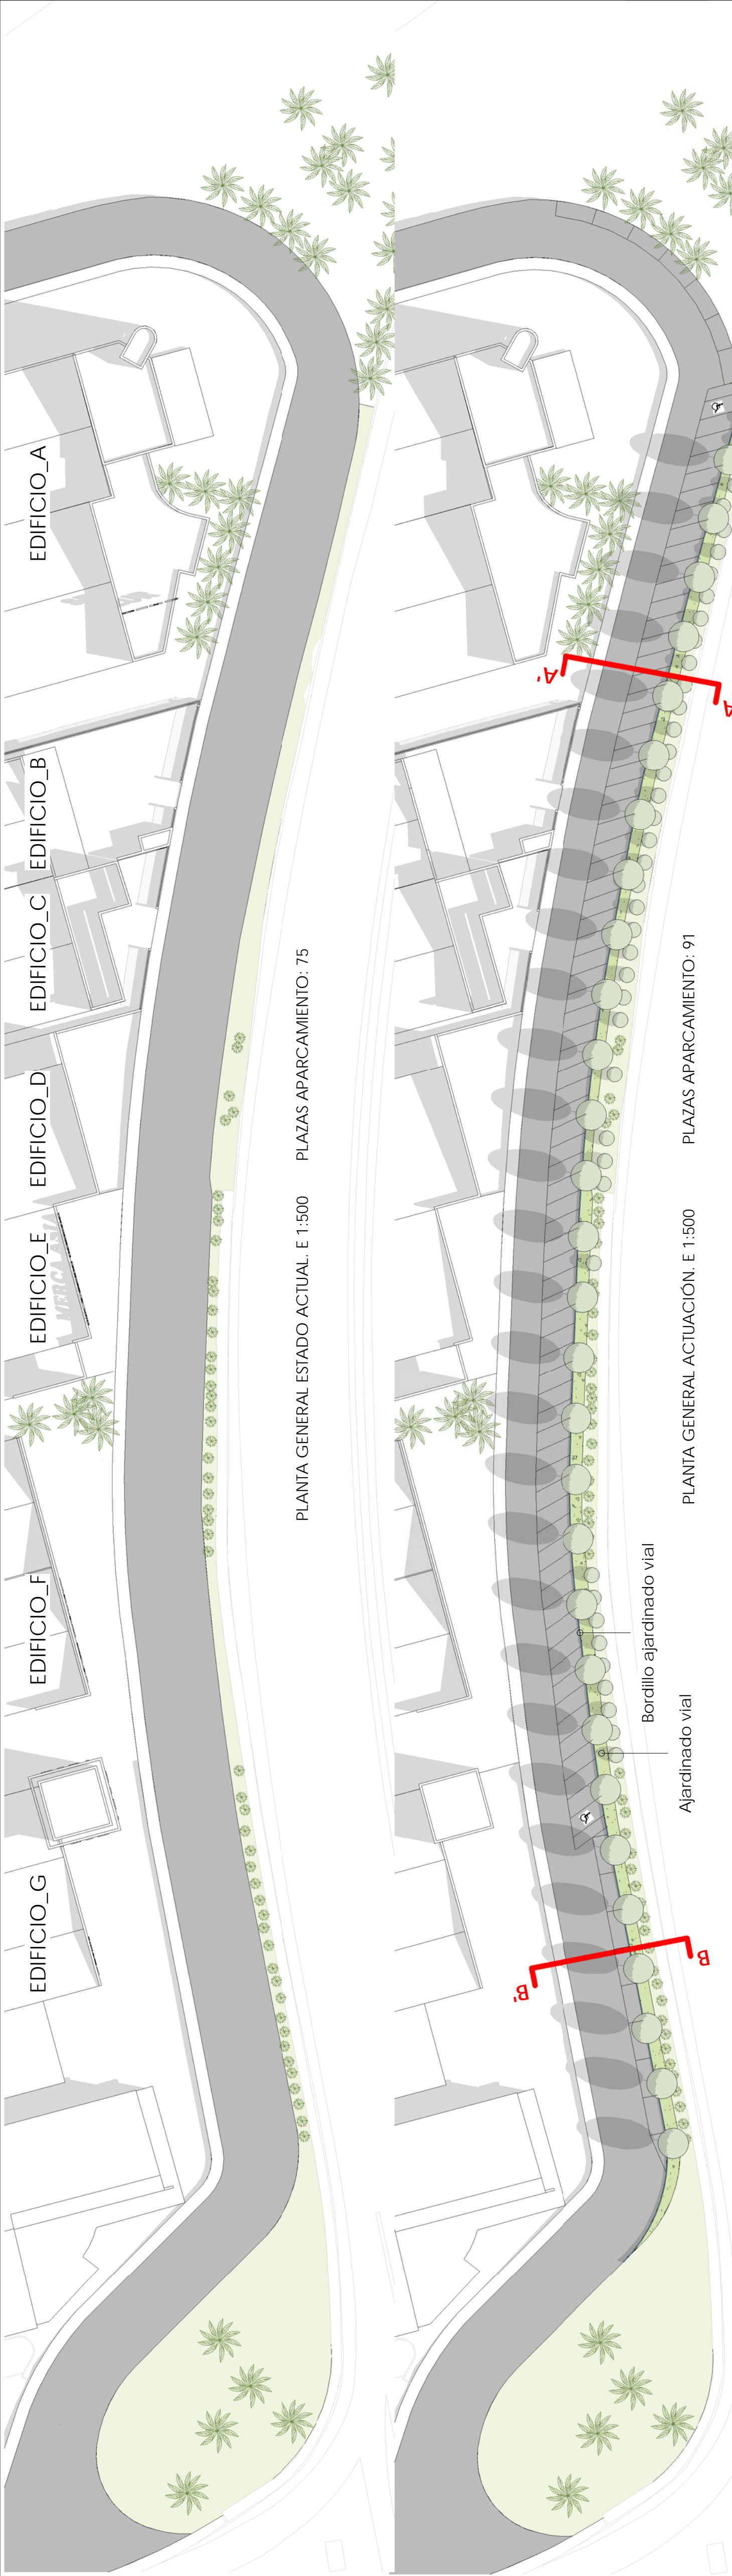 EDIFICIO_G
EDIFICIO_F
EDIFICIO_E
EDIFICIO_D
EDIFICIO_C
EDIFICIO_B
EDIFICIO_A
PLANTA GENERAL ESTADO ACTUAL. E 1:500
PLAZAS APARCAMIENTO: 75
A'
A
B'
B
Bordillo ajardinado vial
Ajardinado vial
PLANTA GENERAL ACTUACIÓN. E 1:500
PLAZAS APARCAMIENTO: 91